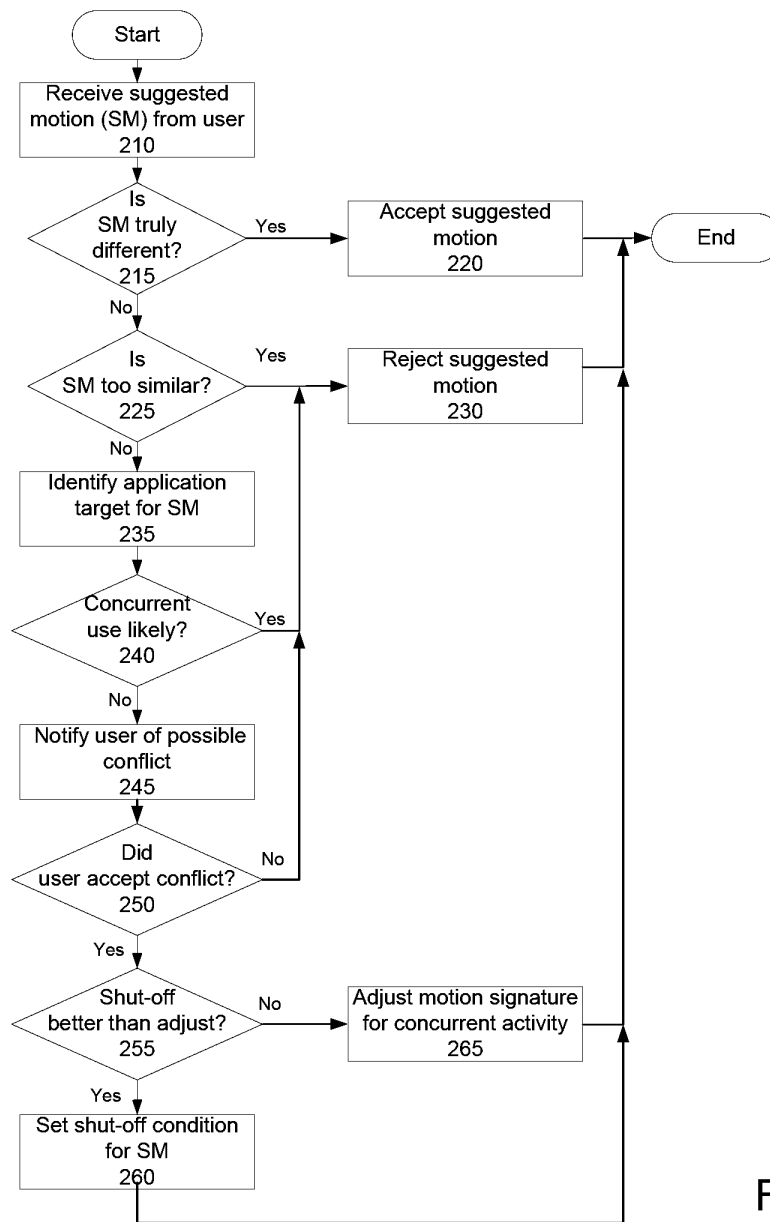 Start
Receive suggested
motion (SM) from user
210
Is
SM truly
different?
215
Yes
Accept suggested
motion
220
End
No
Is
SM too similar?
225
Yes
Reject suggested
motion
230
No
Identify application
target for SM
235
Concurrent
use likely?
240
Yes
No
Notify user of possible
conflict
245
Did
user accept conflict?
250
No
Yes
Shut-off
better than adjust?
255
No
Adjust motion signature
for concurrent activity
265
Yes
Set shut-off condition
for SM
260
F